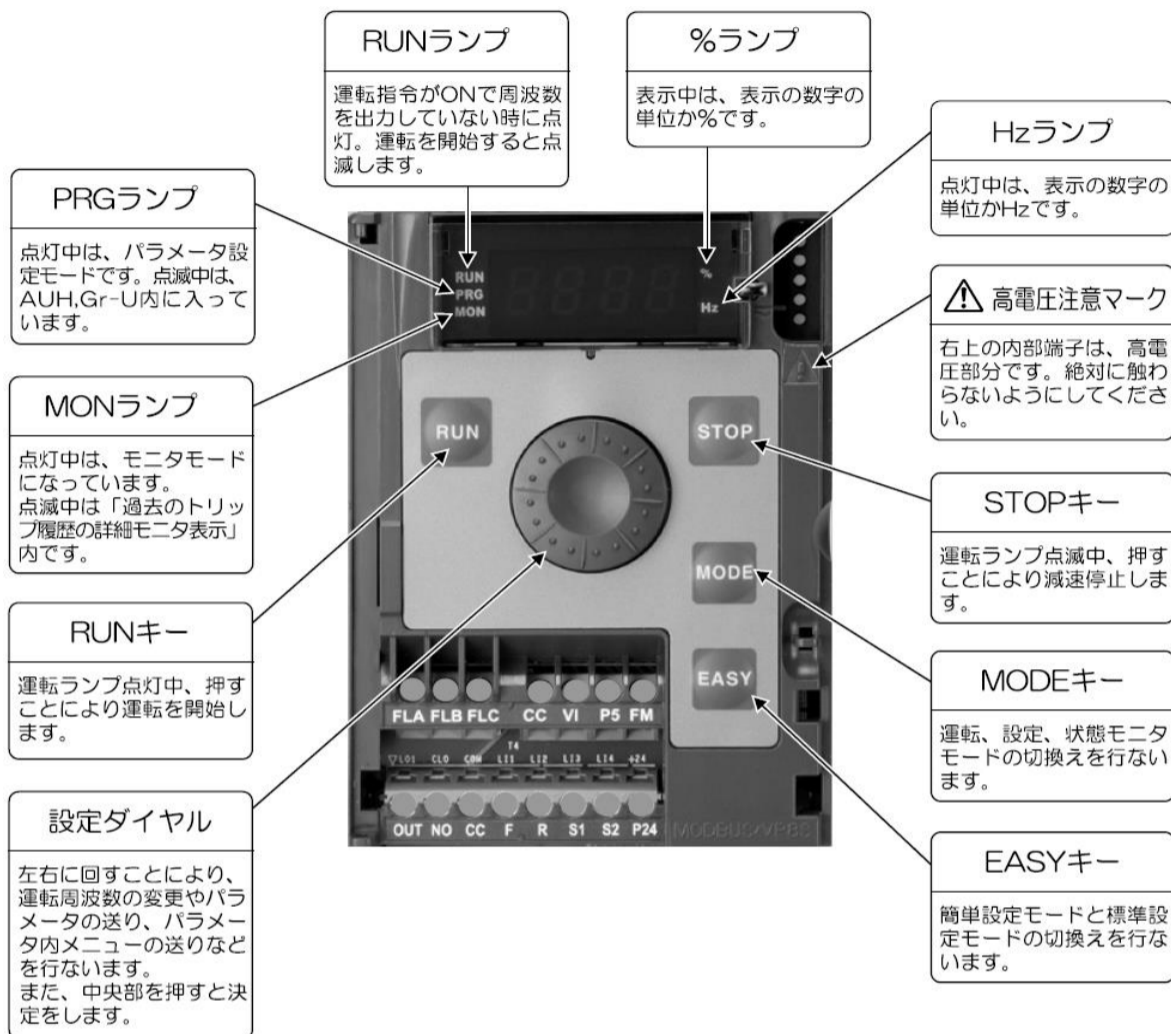 RUNランプ
運転指令がONで周波数
を出力していない時に点
灯。運転を開始すると点
滅します。
%ランプ
表示中は、表示の数字の
単位が%です。
Hzランプ
点灯中は、表示の数字の
単位がHzです。
PRGランプ
点灯中は、パラメータ設
定モードです。点滅中は、
AUH,Gr-U内に入って
います。
⚠ 高電圧注意マーク
右上の内部端子は、高電
圧部分です。絶対に触わ
らないようにしてくださ
い。
MONランプ
点灯中は、モニタモード
になっています。
点滅中は「過去のトリッ
プ履歴の詳細モニタ表示」
内です。
STOPキー
運転ランプ点滅中、押す
ことにより減速停止しま
す。
RUNキー
運転ランプ点灯中、押す
ことにより運転を開始し
ます。
MODEキー
運転、設定、状態モニタ
モードの切換えを行ない
ます。
設定ダイヤル
左右に回すことにより、
運転周波数の変更やパラ
メータの送り、パラメー
タ内メニューの送りなど
を行ないます。
また、中央部を押すと決
定をします。
EASYキー
簡単設定モードと標準設
定モードの切換えを行な
います。
RUN %
PRG
MON Hz
RUN STOP
MODE
EASY
FLA FLB FLC CC VI P5 FM
T4
▽LO1 CLO COM LI1 LI2 LI3 LI4 +24
OUT NO CC F R S1 S2 P24